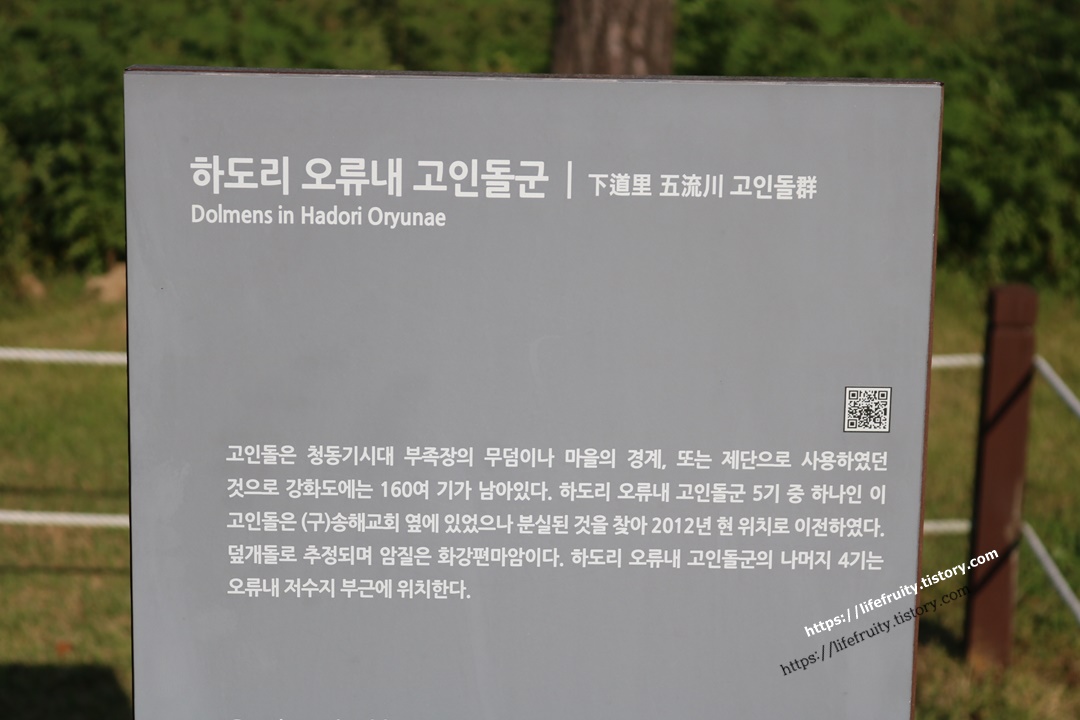 하도리 오류내 고인돌군 | 下道里 五流川 고인돌群
Dolmens in Hadori Oryunae
고인돌은 청동기시대 부족장의 무덤이나 마을의 경계, 또는 제단으로 사용하였던
것으로 강화도에는 160여 기가 남아있다. 하도리 오류내 고인돌군 5기 중 하나인 이
고인돌은 (구)송해교회 옆에 있었으나 분실된 것을 찾아 2012년 현 위치로 이전하였다.
덮개돌로 추정되며 암질은 화강편마암이다. 하도리 오류내 고인돌군의 나머지 4기는
오류내 저수지 부근에 위치한다.
https://lifefruity.tistory.com
https://lifefruity.tistory.com